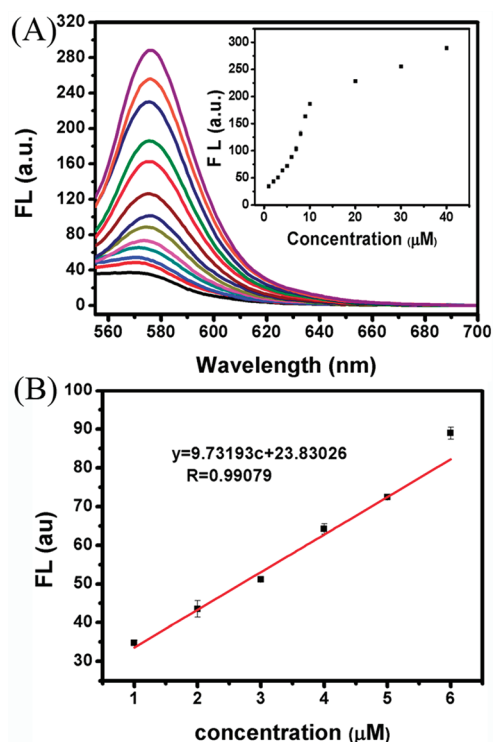 (A)
320
280
240
200
160
120
80
40
0
FL (a.u.)
560 580 600 620 640 660 680 700
Wavelength (nm)
300
250
200
150
100
50
0
F L (a.u.)
0 10 20 30 40
Concentration (μM)
(B)
100
90
80
70
60
50
40
30
FL (au)
y=9.73193c+23.83026
R=0.99079
1 2 3 4 5 6
concentration (μM)